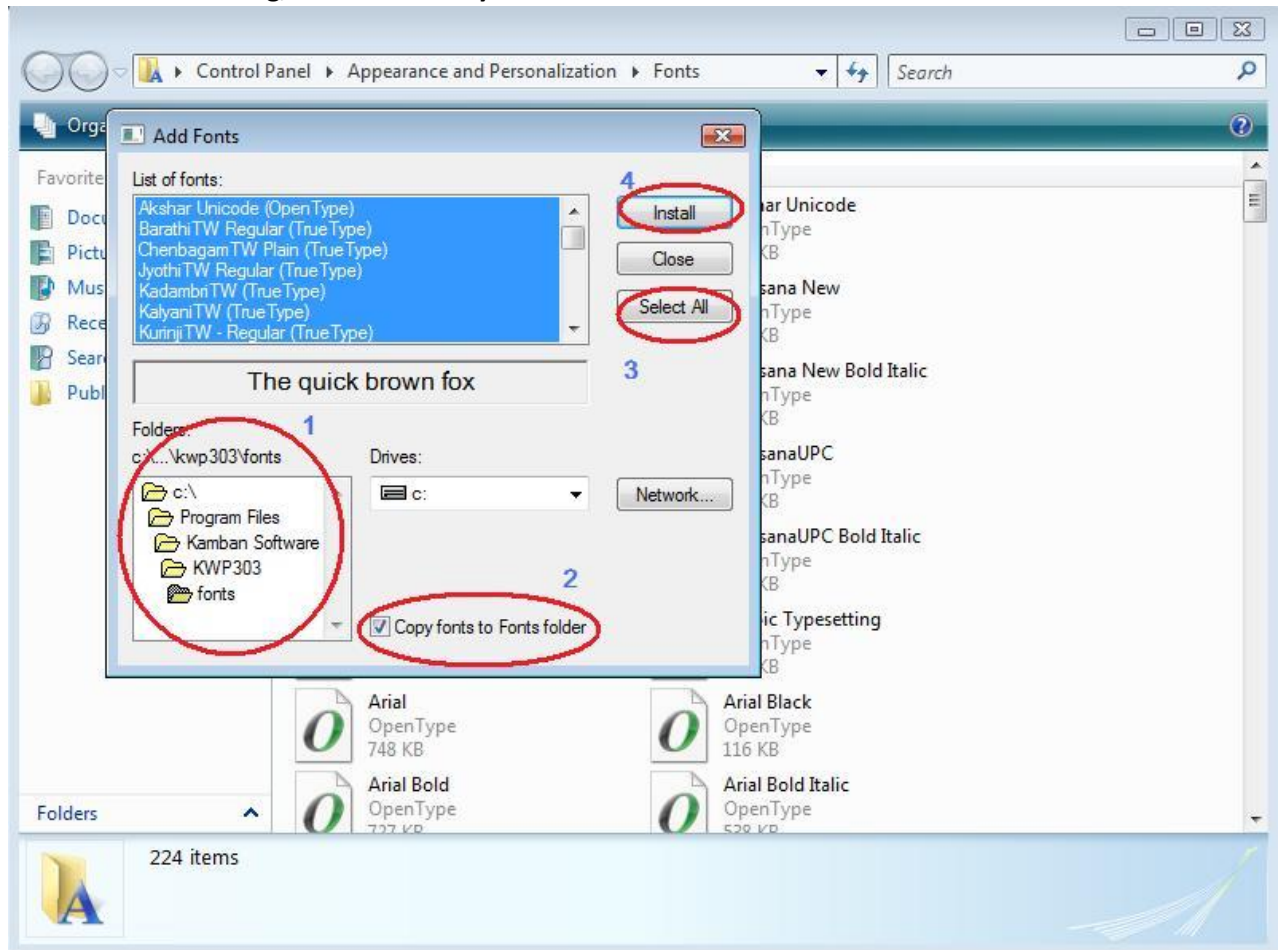 Control Panel ▸ Appearance and Personalization ▸ Fonts
Search
Orga
Add Fonts
Favorite
Docu
Pictu
Mus
Rece
Sear
Publ
List of fonts:
Akshar Unicode (OpenType)
BarathiTW Regular (TrueType)
ChenbagamTW Plain (TrueType)
JyothiTW Regular (TrueType)
KadambriTW (TrueType)
KalyaniTW (TrueType)
KurinjiTW - Regular (TrueType)
4
Install
Close
Select All
3
The quick brown fox
1
Folders:
c:\...\kwp303\fonts
c:\
Program Files
Kamban Software
KWP303
fonts
Drives:
c:
Network...
2
Copy fonts to Fonts folder
ar Unicode
nType
KB
sana New
nType
KB
sana New Bold Italic
nType
KB
sanaUPC
nType
KB
sanaUPC Bold Italic
nType
KB
ic Typesetting
nType
KB
Arial
OpenType
748 KB
Arial Black
OpenType
116 KB
Arial Bold
OpenType
727 KB
Arial Bold Italic
OpenType
538 KB
Folders
224 items